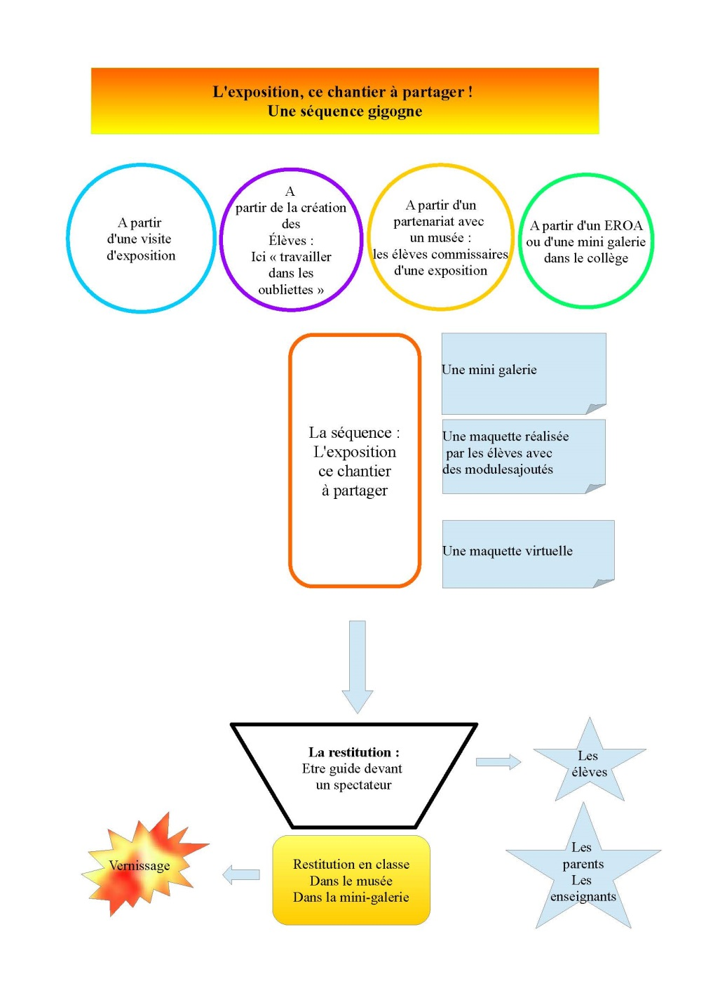 L'exposition, ce chantier à partager !
Une séquence gigogne
A partir
d'une visite
d'exposition
A
partir de la création
des
Élèves :
Ici « travailler
dans les
oubliettes »
A partir d'un
partenariat avec
un musée :
les élèves commissaires
d'une exposition
A partir d'un EROA
ou d'une mini galerie
dans le collège
La séquence :
L'exposition
ce chantier
à partager
Une mini galerie
Une maquette réalisée
par les élèves avec
des modulesajoutés
Une maquette virtuelle
La restitution :
Etre guide devant
un spectateur
Les
élèves
Les
parents
Les
enseignants
Restitution en classe
Dans le musée
Dans la mini-galerie
Vernissage